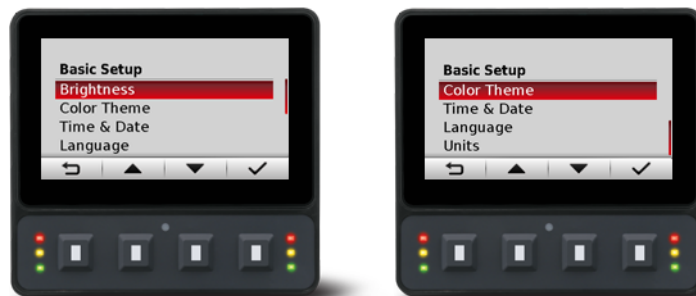 Basic Setup
Brightness
Color Theme
Time & Date
Language
Basic Setup
Color Theme
Time & Date
Language
Units